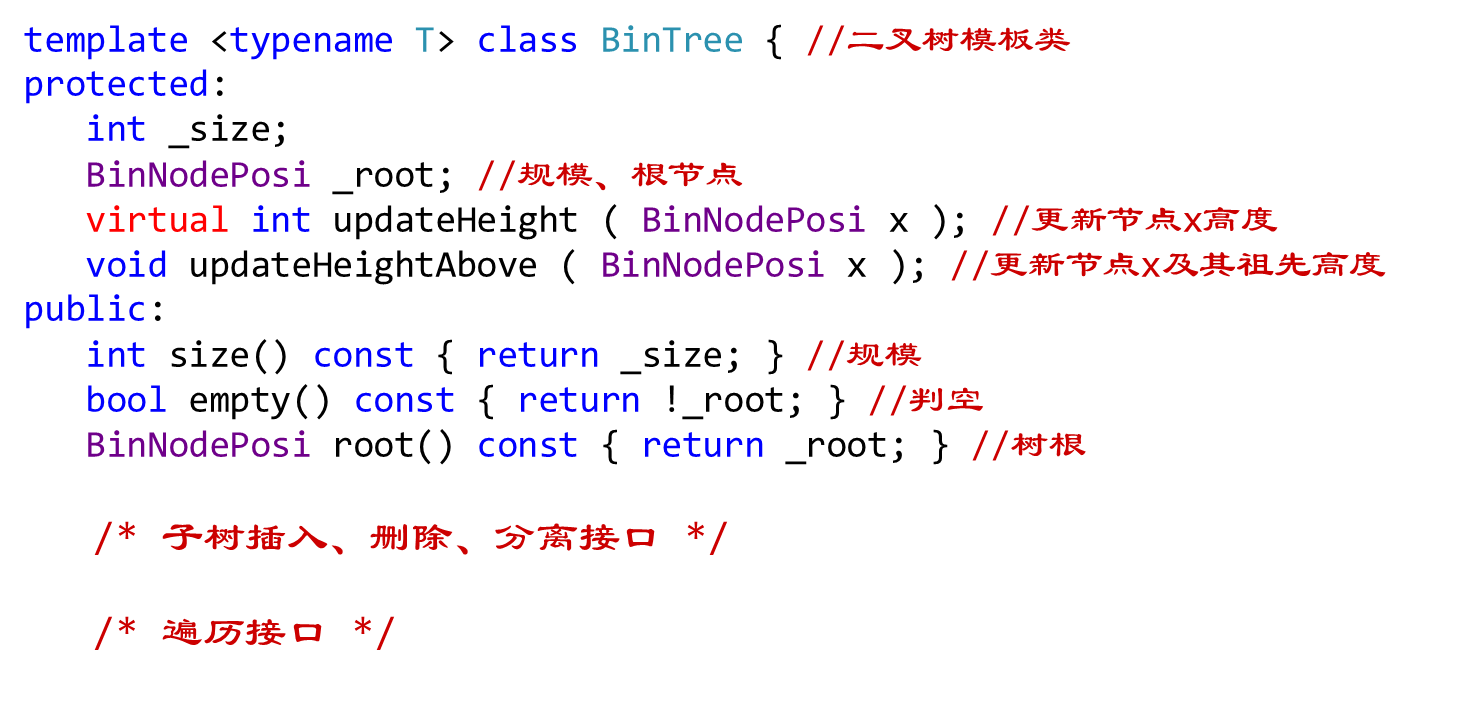 template <typename T> class BinTree { //二叉树模板类
protected:
   int _size;
   BinNodePosi _root; //规模、根节点
   virtual int updateHeight ( BinNodePosi x ); //更新节点x高度
   void updateHeightAbove ( BinNodePosi x ); //更新节点x及其祖先高度
public:
   int size() const { return _size; } //规模
   bool empty() const { return !_root; } //判空
   BinNodePosi root() const { return _root; } //树根
   /* 子树插入、删除、分离接口 */
   /* 遍历接口 */